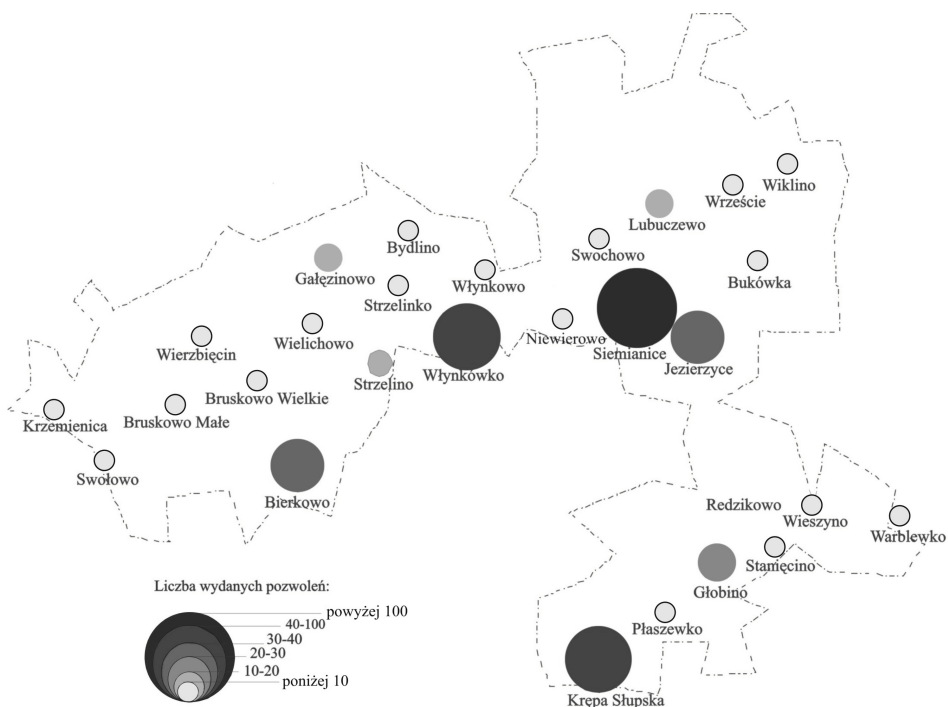 Wiklino
Wrzeście
Lubuczewo
Bydlino
Swochowo
Gałęzinowo
Włynkowo
Bukówka
Strzelinko
Wielichowo
Niewierowo
Wierzbięcin
Siemianice
Włynkówko
Jezierzyce
Strzelino
Bruskowo Wielkie
Bruskowo Małe
Krzemienica
Swołowo
Bierkowo
Redzikowo
Wieszyno
Warblewko
Stamęcino
Głobino
Płaszewko
Krępa Słupska
Liczba wydanych pozwoleń:
powyżej 100
40-100
30-40
20-30
10-20
poniżej 10